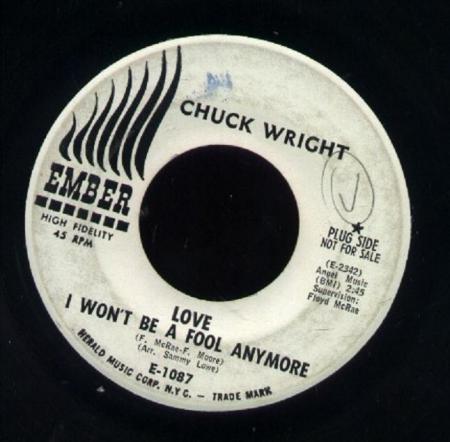 CHUCK WRIGHT
EMBER
HIGH FIDELITY
45 RPM
PLUG SIDE
NOT FOR SALE
(E-2342)
Angel Music
(BMI) 2:45
Supervision:
Floyd McRae
LOVE
I WON'T BE A FOOL ANYMORE
(F. McRae-F. Moore)
(Arr. Sammy Lowe)
E-1087
HERALD MUSIC CORP. N.Y.C. - TRADE MARK